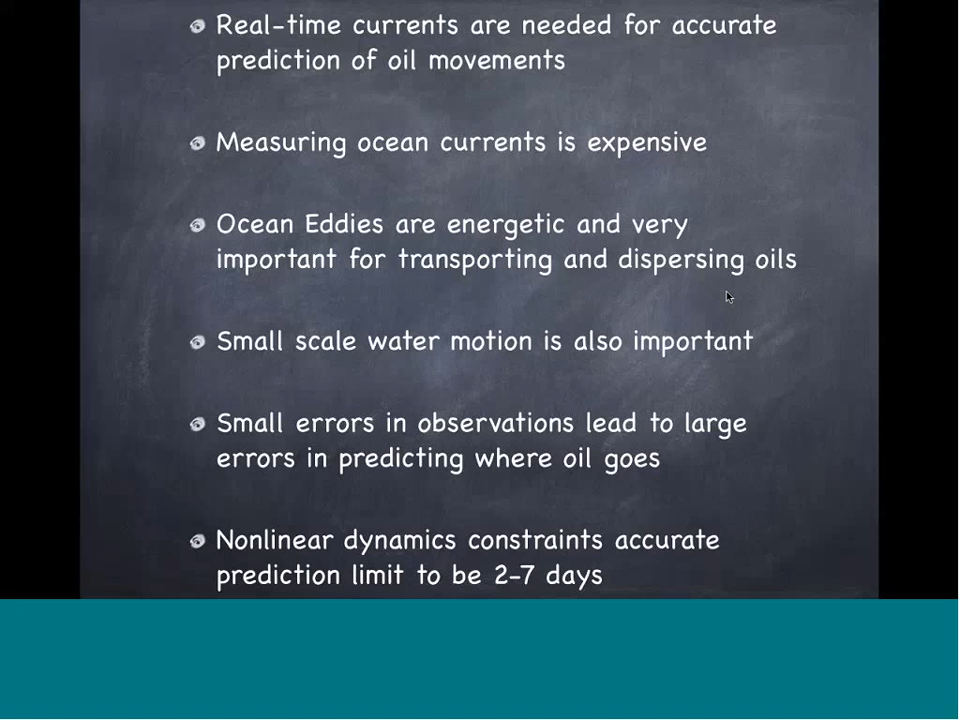 Real-time currents are needed for accurate
prediction of oil movements
Measuring ocean currents is expensive
Ocean Eddies are energetic and very
important for transporting and dispersing oils
Small scale water motion is also important
Small errors in observations lead to large
errors in predicting where oil goes
Nonlinear dynamics constraints accurate
prediction limit to be 2-7 days